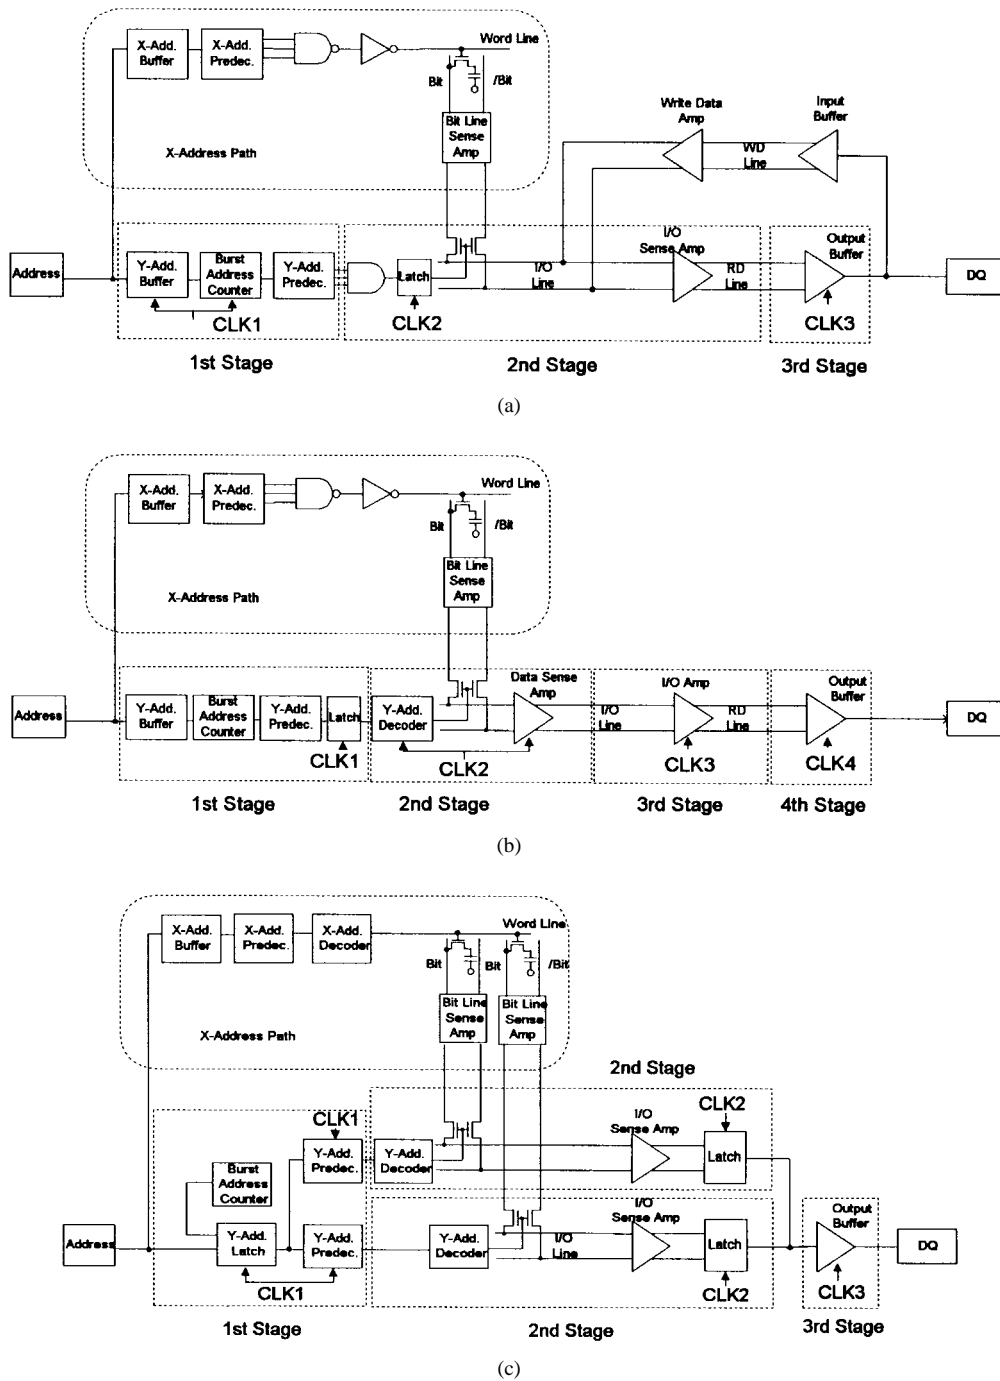 X-Add.
Buffer
X-Add.
Predec.
Word Line
Bit
/Bit
Bit Line
Sense
Amp
X-Address Path
Write Data
Amp
Input
Buffer
WD
Line
Address
Y-Add.
Buffer
Burst
Address
Counter
Y-Add.
Predec.
CLK1
Latch
CLK2
I/O
Line
I/O
Sense Amp
RD
Line
Output
Buffer
CLK3
DQ
1st Stage
2nd Stage
3rd Stage
(a)
X-Add.
Buffer
X-Add.
Predec.
Word Line
Bit
/Bit
Bit Line
Sense
Amp
X-Address Path
Address
Y-Add.
Buffer
Burst
Address
Counter
Y-Add.
Predec.
Latch
CLK1
Y-Add.
Decoder
Data Sense
Amp
CLK2
I/O
Line
I/O Amp
RD
Line
CLK3
Output
Buffer
CLK4
DQ
1st Stage
2nd Stage
3rd Stage
4th Stage
(b)
X-Add.
Buffer
X-Add.
Predec.
X-Add.
Decoder
Word Line
Bit
Bit
/Bit
Bit Line
Sense
Amp
Bit Line
Sense
Amp
X-Address Path
2nd Stage
CLK1
Y-Add.
Predec.
Y-Add.
Decoder
I/O
Sense Amp
CLK2
Latch
Burst
Address
Counter
Address
Y-Add.
Latch
Y-Add.
Predec.
CLK1
Y-Add.
Decoder
I/O
Line
I/O
Sense Amp
Latch
CLK2
Output
Buffer
CLK3
DQ
1st Stage
2nd Stage
3rd Stage
(c)